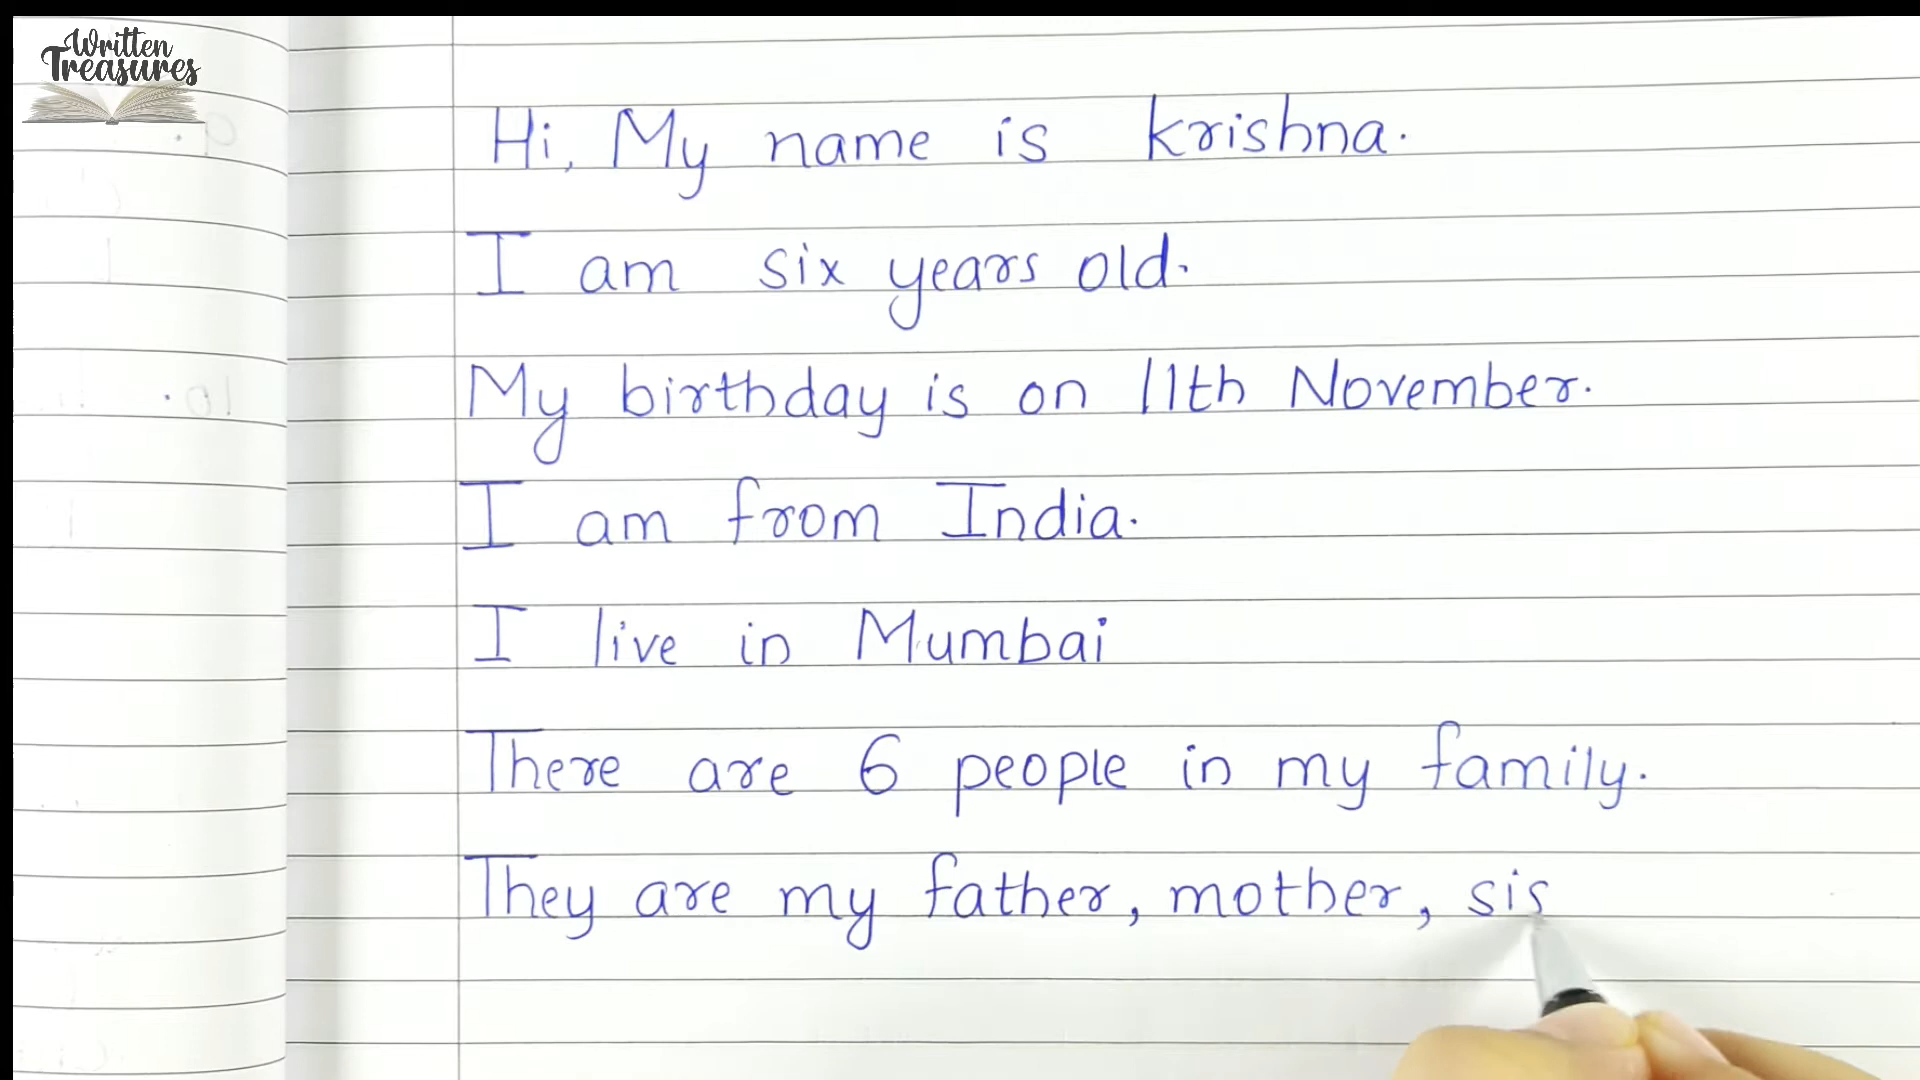 Written
Treasures
Hi, My name is krishna.
I am six years old.
My birthday is on 11th November.
I am from India.
I live in Mumbai
There are 6 people in my family.
They are my father, mother, sis